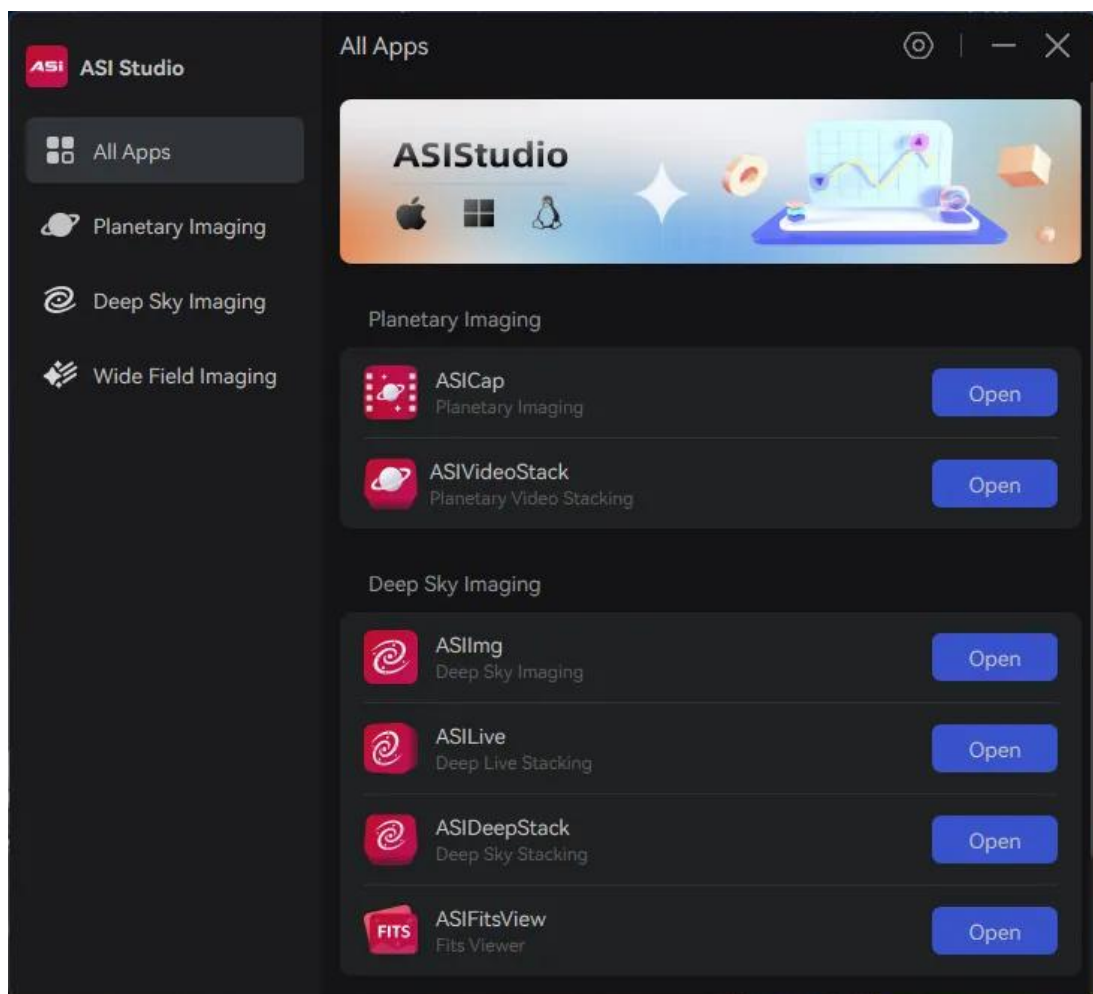 ASI ASI Studio
All Apps
Planetary Imaging
Deep Sky Imaging
Wide Field Imaging
All Apps
ASIStudio
Planetary Imaging
ASICap
Planetary Imaging
Open
ASIVideoStack
Planetary Video Stacking
Open
Deep Sky Imaging
ASIImg
Deep Sky Imaging
Open
ASILive
Deep Live Stacking
Open
ASIDeepStack
Deep Sky Stacking
Open
FITS
ASIFitsView
Fits Viewer
Open